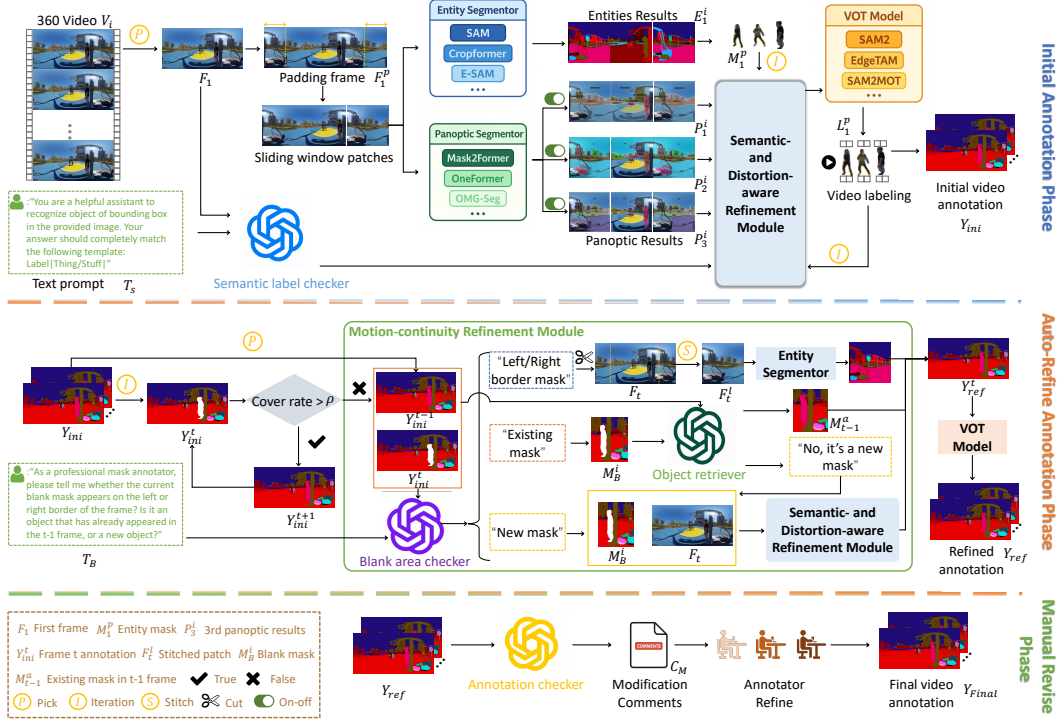 360 Video V_i
P
F_1
Padding frame
F_1^p
Sliding window patches
Entity Segmentor
SAM
Cropformer
E-SAM
...
Panoptic Segmentor
Mask2Former
OneFormer
OMG-Seg
...
Entities Results
E_1^i
M_1^p
I
P_1^i
P_2^i
P_3^i
Panoptic Results
Semantic-
and
Distortion-
aware
Refinement
Module
VOT Model
SAM2
EdgeTAM
SAM2MOT
...
L_1^p
Video labeling
I
Initial video
annotation
Y_ini
:"You are a helpful assistant to
recognize object of bounding box
in the provided image. Your
answer should completely match
the following template:
Label|Thing/Stuff|"
Text prompt T_s
Semantic label checker
Initial Annotation Phase
Motion-continuity Refinement Module
P
I
Y_ini
Y_ini^t
Cover rate > ρ
Y_ini^t+1
Y_ini^t-1
Y_ini^t
:"As a professional mask annotator,
please tell me whether the current
blank mask appears on the left or
right border of the frame? Is it an
object that has already appeared in
the t-1 frame, or a new object?"
T_B
Blank area checker
"Left/Right
border mask"
F_t
S
F_t^l
Entity
Segmentor
"Existing
mask"
M_B^i
Object retriever
M_t-1^a
"No, it's a new
mask"
"New mask"
M_B^i
F_t
Semantic- and
Distortion-aware
Refinement Module
Y_ref^t
VOT
Model
Refined
annotation
Y_ref
Auto-Refine Annotation Phase
F_1 First frame M_1^p Entity mask P_3^i 3rd panoptic results
Y_ini^t Frame t annotation F_t^l Stitched patch M_B^i Blank mask
M_t-1^a Existing mask in t-1 frame True False
P Pick I Iteration S Stitch Cut On-off
Y_ref
Annotation checker
COMMENTS
C_M
Modification
Comments
Annotator
Refine
Final video
annotation
Y_Final
Manual Revise
Phase